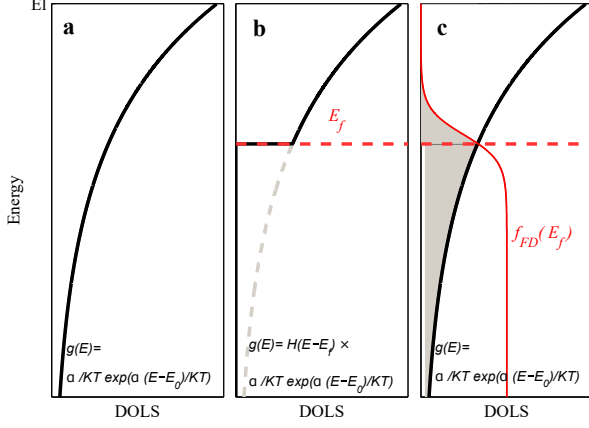 El
a
b
c
E_f
Energy
f_FD(E_f)
g(E)=
ɑ /KT exp(ɑ (E−E_0)/KT)
g(E)= H(E−E_f) ×
ɑ /KT exp(ɑ (E−E_0)/KT)
g(E)=
ɑ /KT exp(ɑ (E−E_0)/KT)
DOLS
DOLS
DOLS